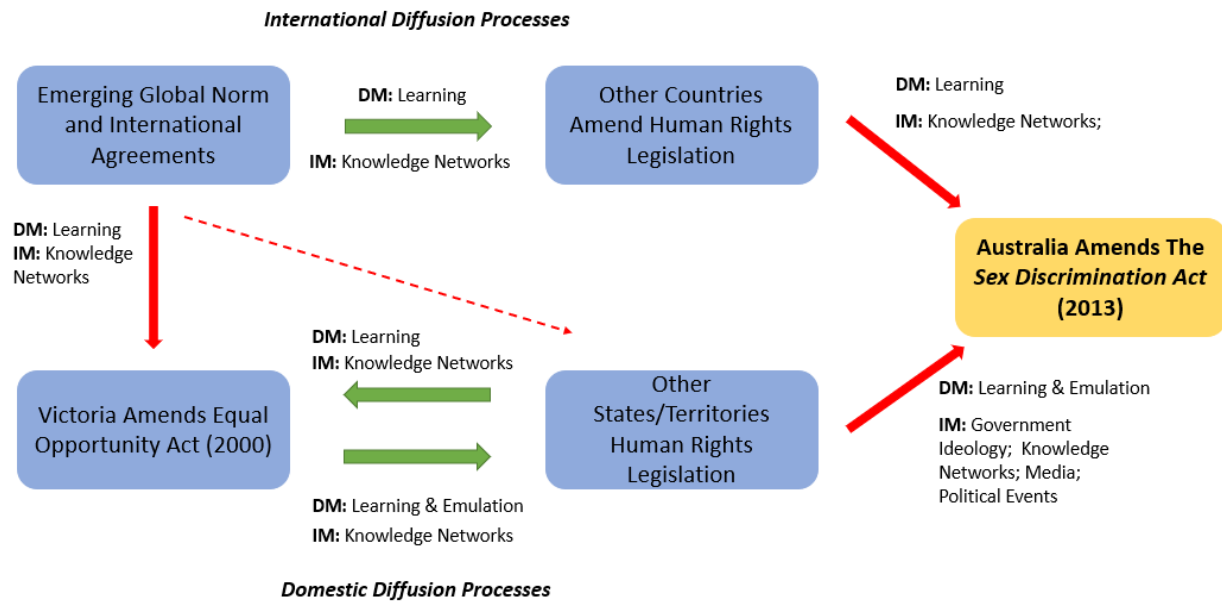 International Diffusion Processes
Emerging Global Norm
and International
Agreements
DM: Learning
IM: Knowledge Networks
Other Countries
Amend Human Rights
Legislation
DM: Learning
IM: Knowledge Networks;
DM: Learning
IM: Knowledge
Networks
Australia Amends The
Sex Discrimination Act
(2013)
Victoria Amends Equal
Opportunity Act (2000)
DM: Learning
IM: Knowledge Networks
DM: Learning & Emulation
IM: Knowledge Networks
Other
States/Territories
Human Rights
Legislation
DM: Learning & Emulation
IM: Government
Ideology; Knowledge
Networks; Media;
Political Events
Domestic Diffusion Processes